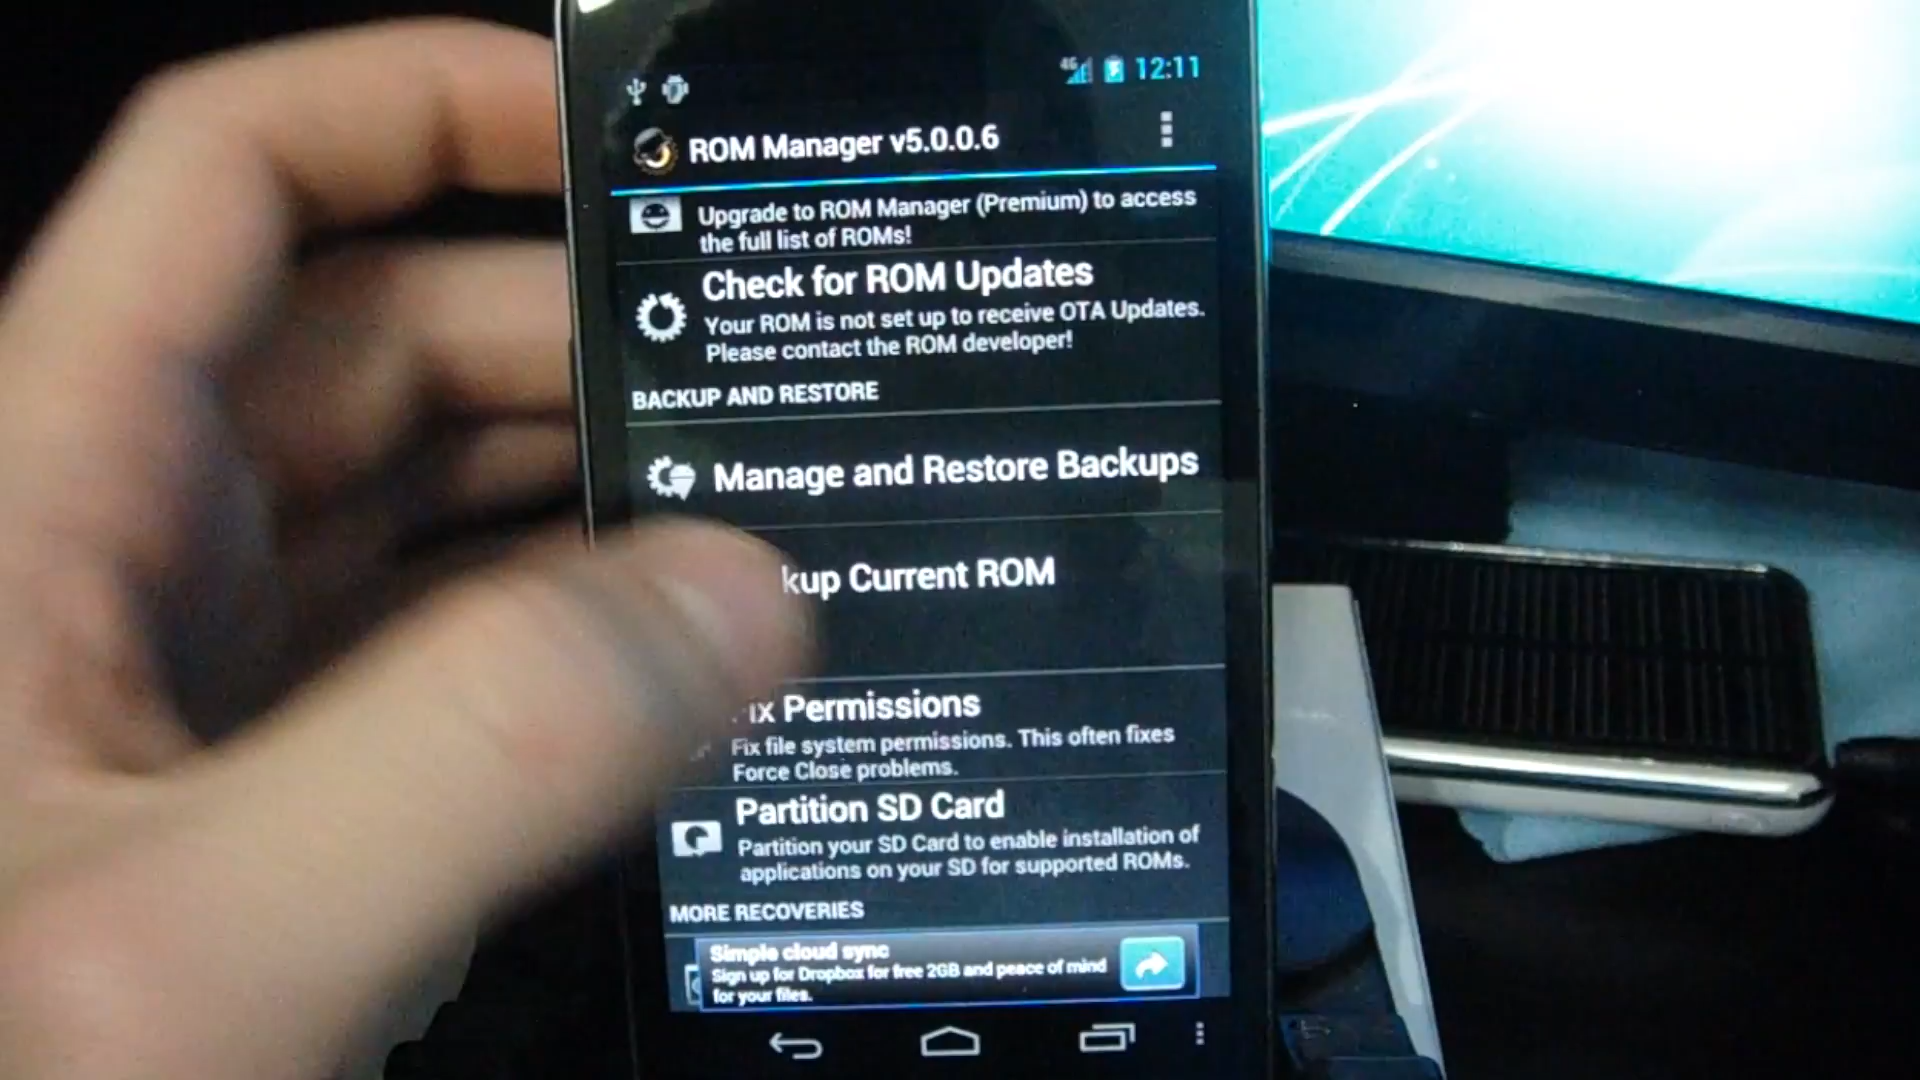 4G 12:11
ROM Manager v5.0.0.6
Upgrade to ROM Manager (Premium) to access
the full list of ROMs!
Check for ROM Updates
Your ROM is not set up to receive OTA Updates.
Please contact the ROM developer!
BACKUP AND RESTORE
Manage and Restore Backups
kup Current ROM
ix Permissions
Fix file system permissions. This often fixes
Force Close problems.
Partition SD Card
Partition your SD Card to enable installation of
applications on your SD for supported ROMs.
MORE RECOVERIES
Simple cloud sync
Sign up for Dropbox for free 2GB and peace of mind
for your files.